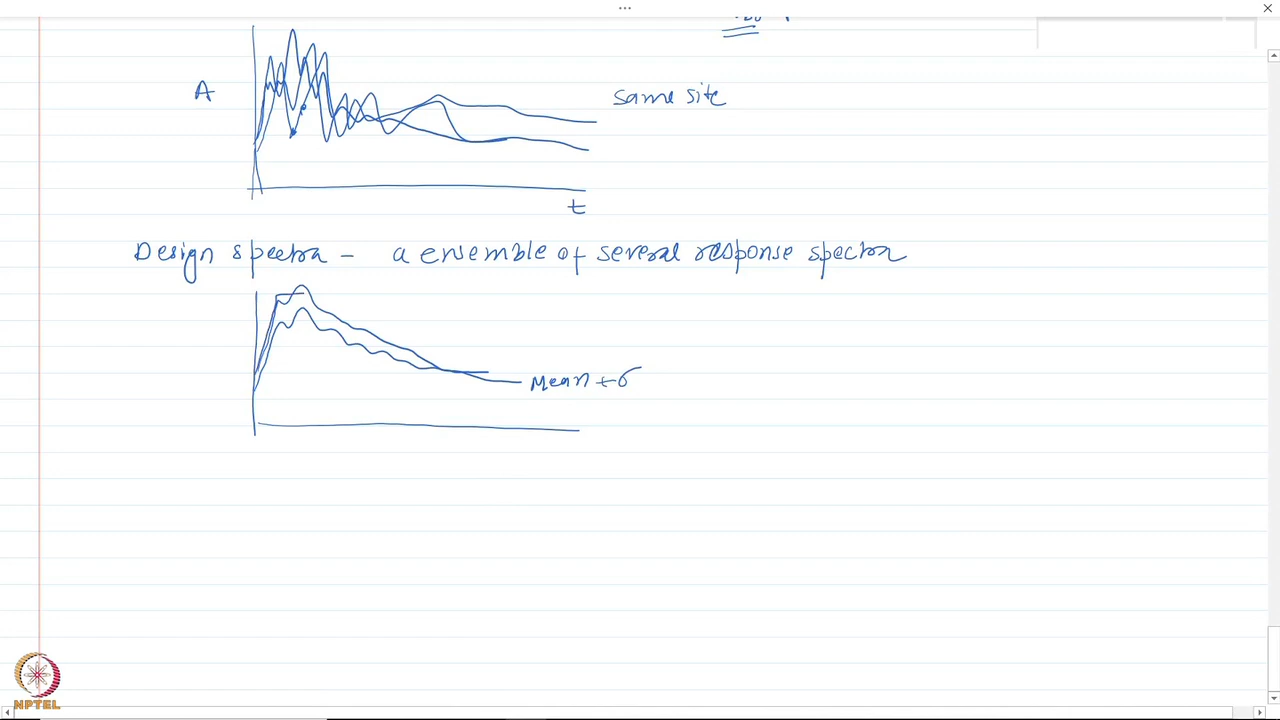 A
same site
t
Design spectra - a ensemble of several response spectra
Mean + σ
NPTEL